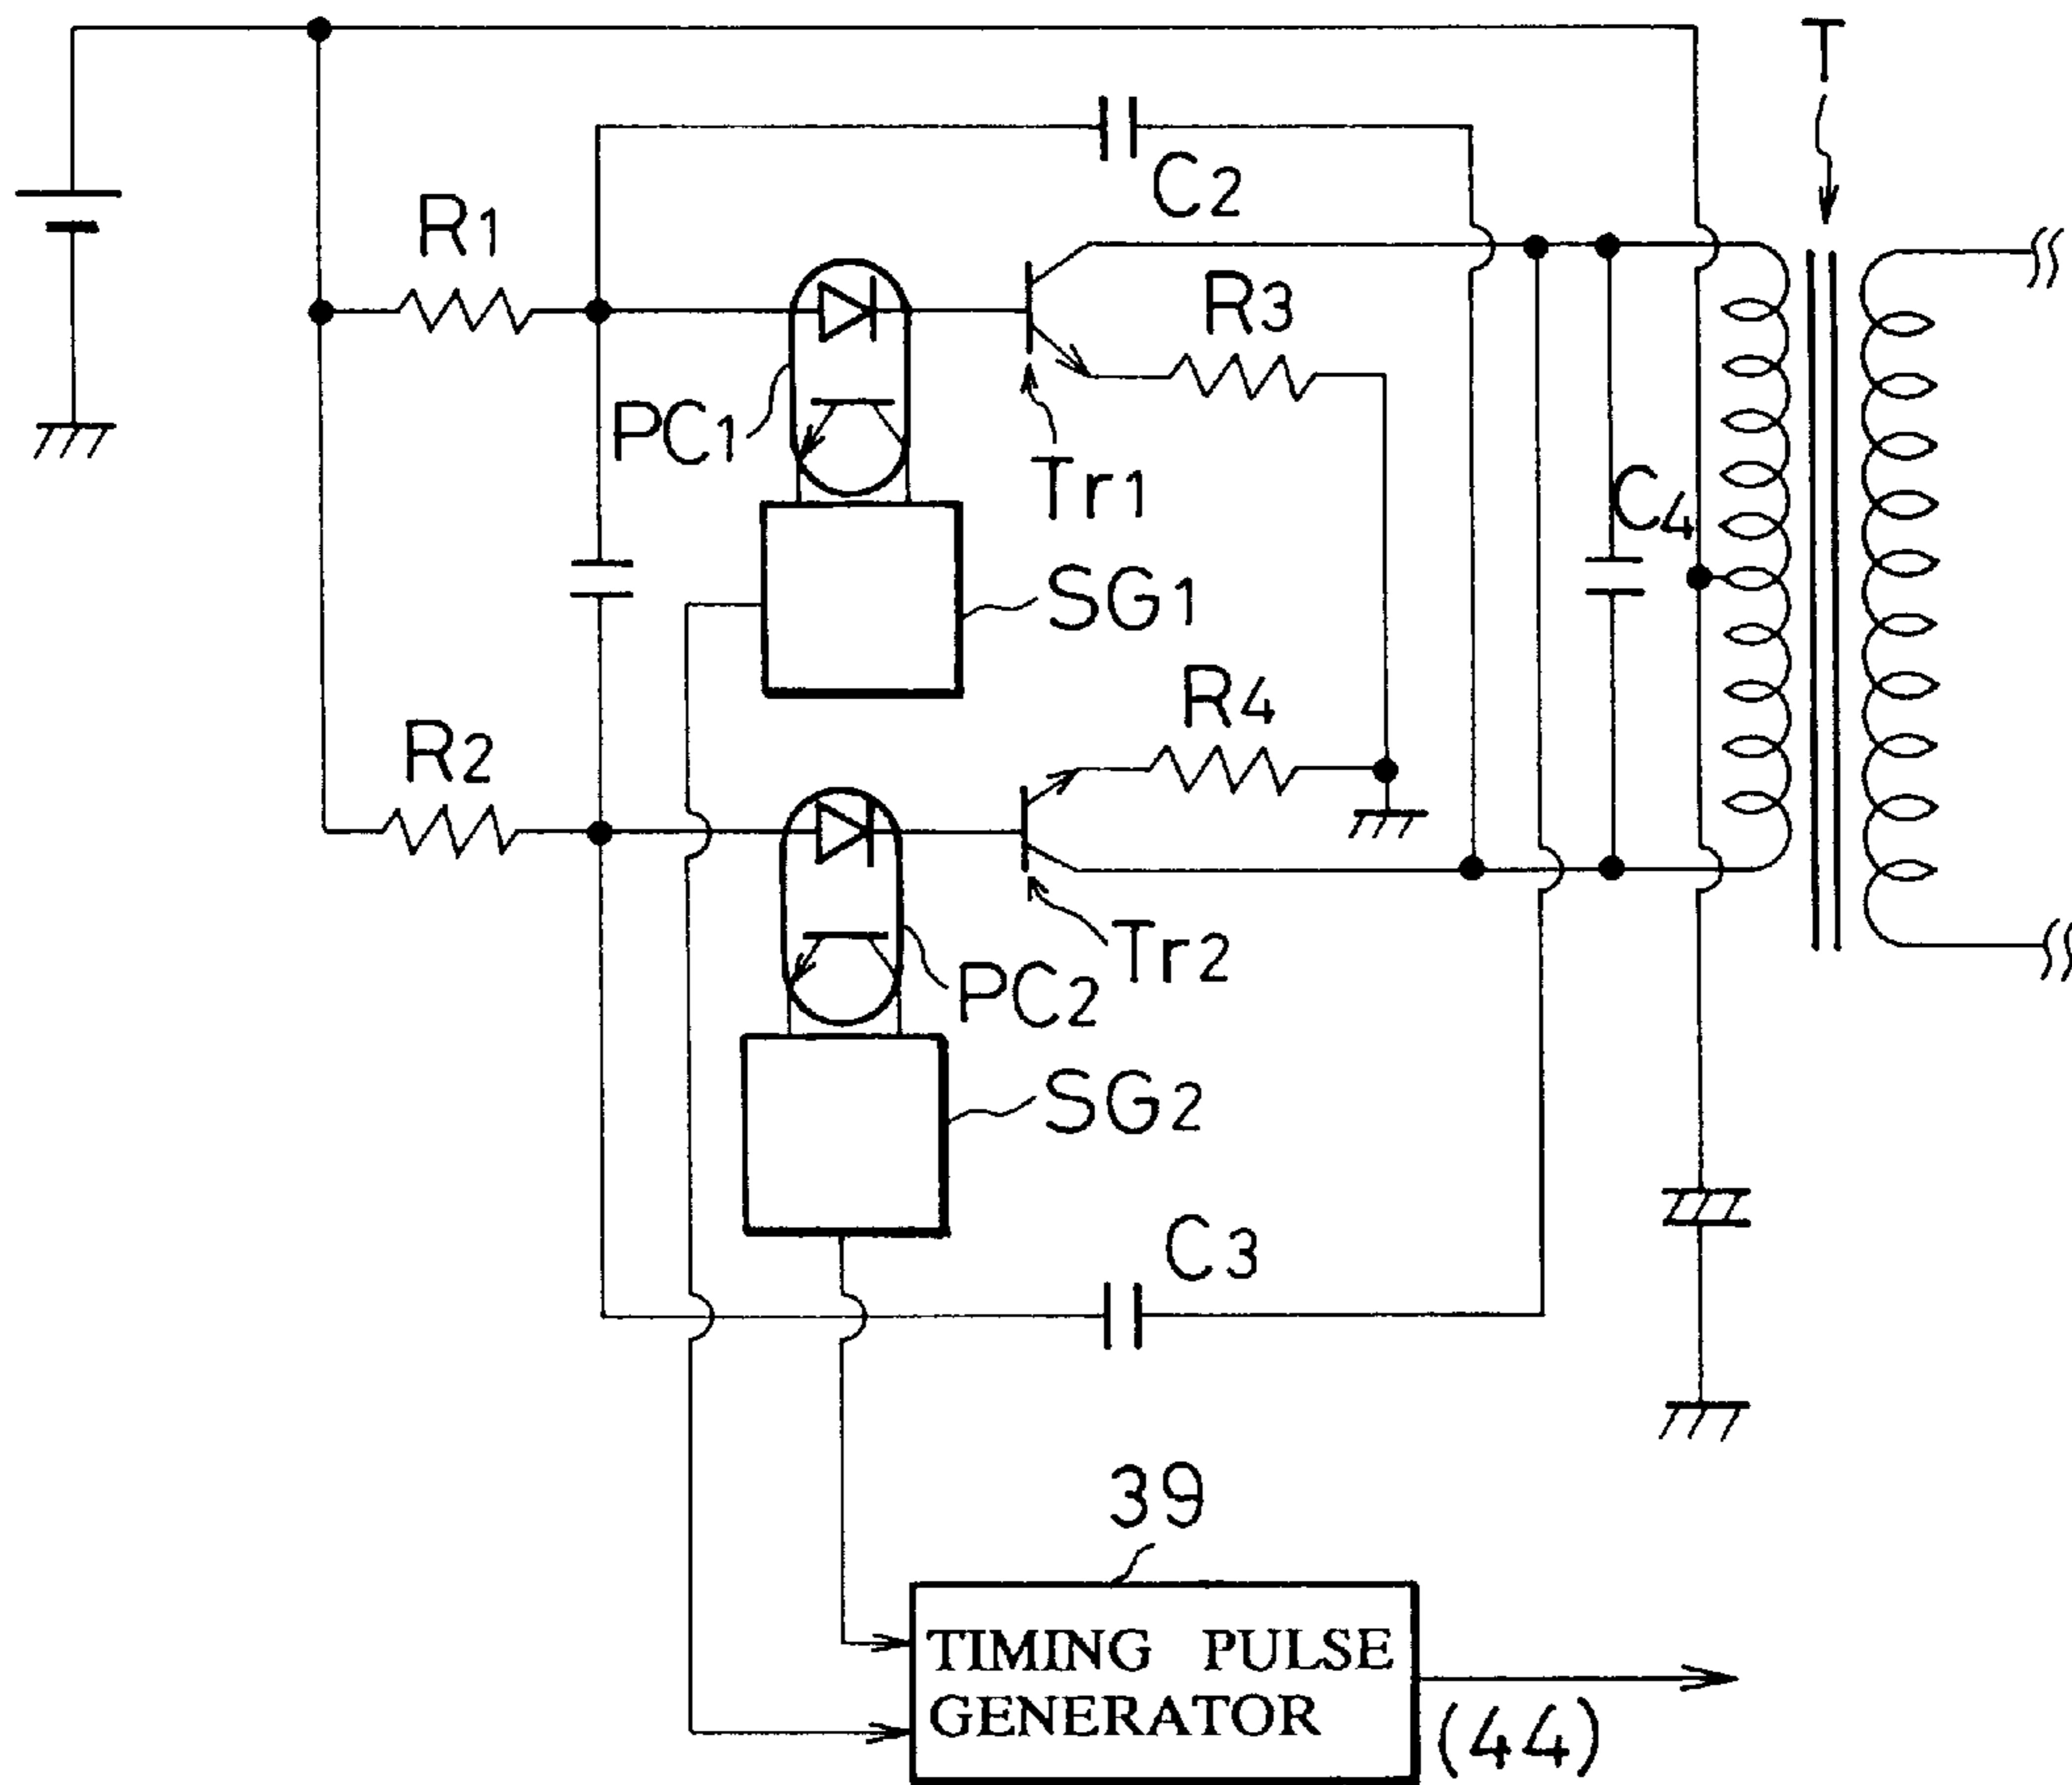 T
C2
R1
R3
PC1
Tr1
C4
SG1
R4
R2
Tr2
PC2
SG2
C3
39
TIMING PULSE
GENERATOR
(44)